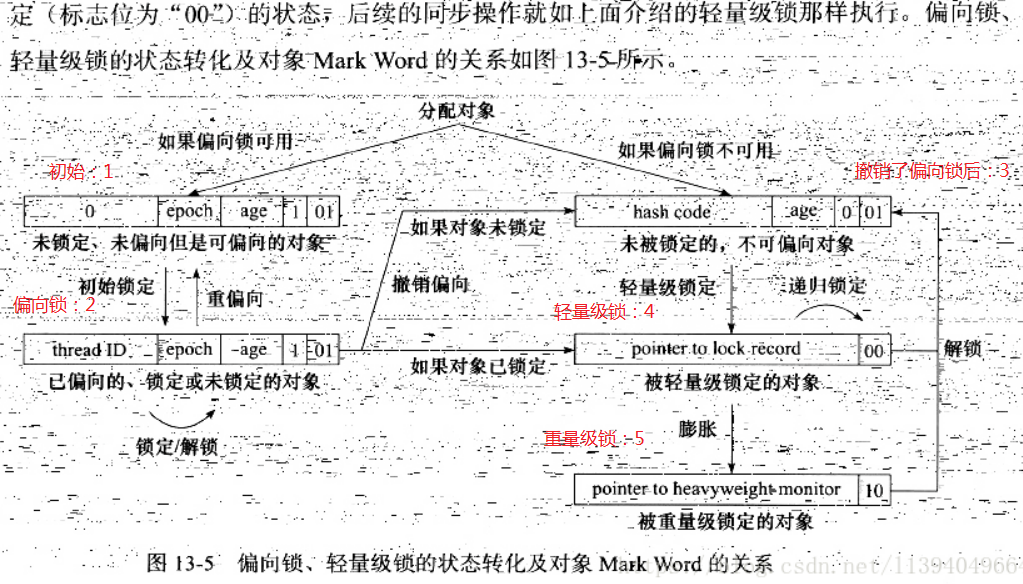 定（标志位为“00”）的状态，后续的同步操作就如上面介绍的轻量级锁那样执行。偏向锁、
轻量级锁的状态转化及对象 Mark Word 的关系如图 13-5 所示。
分配对象
如果偏向锁可用
如果偏向锁不可用
初始：1
撤销了偏向锁后：3
0 epoch age 1 01
hash code age 0 01
未锁定、未偏向但是可偏向的对象
如果对象未锁定
未被锁定的，不可偏向对象
初始锁定
重偏向
撤销偏向
轻量级锁定
递归锁定
偏向锁：2
轻量级锁：4
thread ID epoch age 1 01
pointer to lock record 00
解锁
已偏向的、锁定或未锁定的对象
如果对象已锁定
被轻量级锁定的对象
锁定/解锁
重量级锁：5
膨胀
pointer to heavyweight monitor 10
被重量级锁定的对象
图 13-5 偏向锁、轻量级锁的状态转化及对象 Mark Word 的关系
https://blog.csdn.net/l139404966